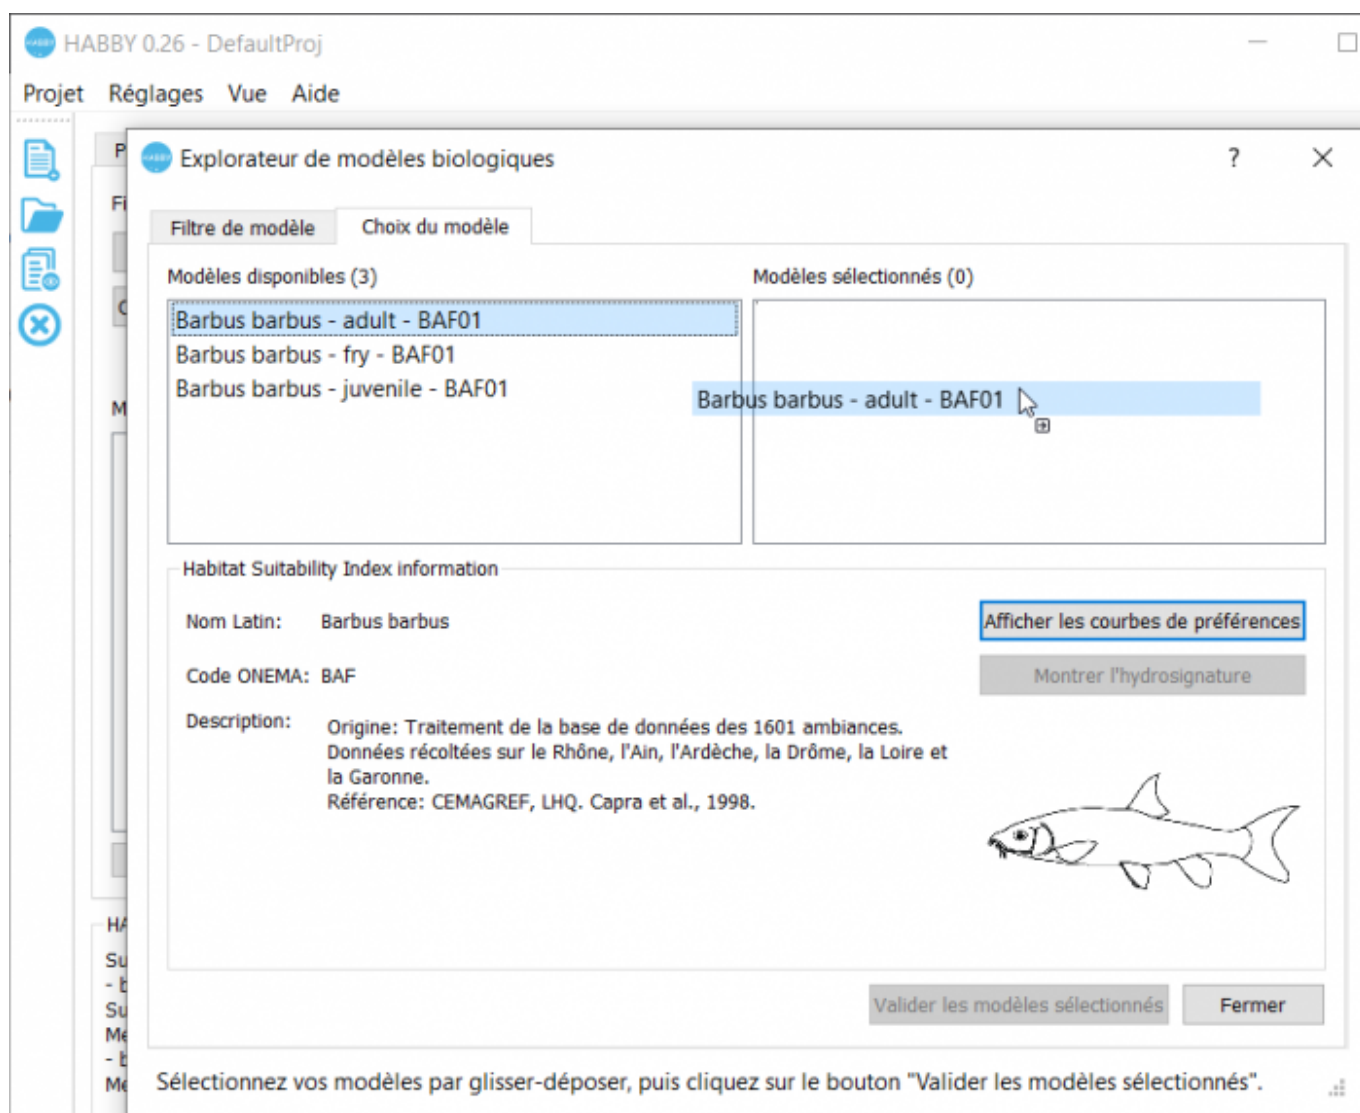 HABBY 0.26 - DefaultProj
Projet Réglages Vue Aide
HABBY Explorateur de modèles biologiques ?
Filtre de modèle Choix du modèle
Modèles disponibles (3) Modèles sélectionnés (0)
Barbus barbus - adult - BAF01
Barbus barbus - fry - BAF01
Barbus barbus - juvenile - BAF01
Barbus barbus - adult - BAF01
Habitat Suitability Index information
Nom Latin: Barbus barbus
Afficher les courbes de préférences
Code ONEMA: BAF
Montrer l'hydrosignature
Description: Origine: Traitement de la base de données des 1601 ambiances.
Données récoltées sur le Rhône, l'Ain, l'Ardèche, la Drôme, la Loire et
la Garonne.
Référence: CEMAGREF, LHQ. Capra et al., 1998.
Valider les modèles sélectionnés Fermer
Sélectionnez vos modèles par glisser-déposer, puis cliquez sur le bouton "Valider les modèles sélectionnés".